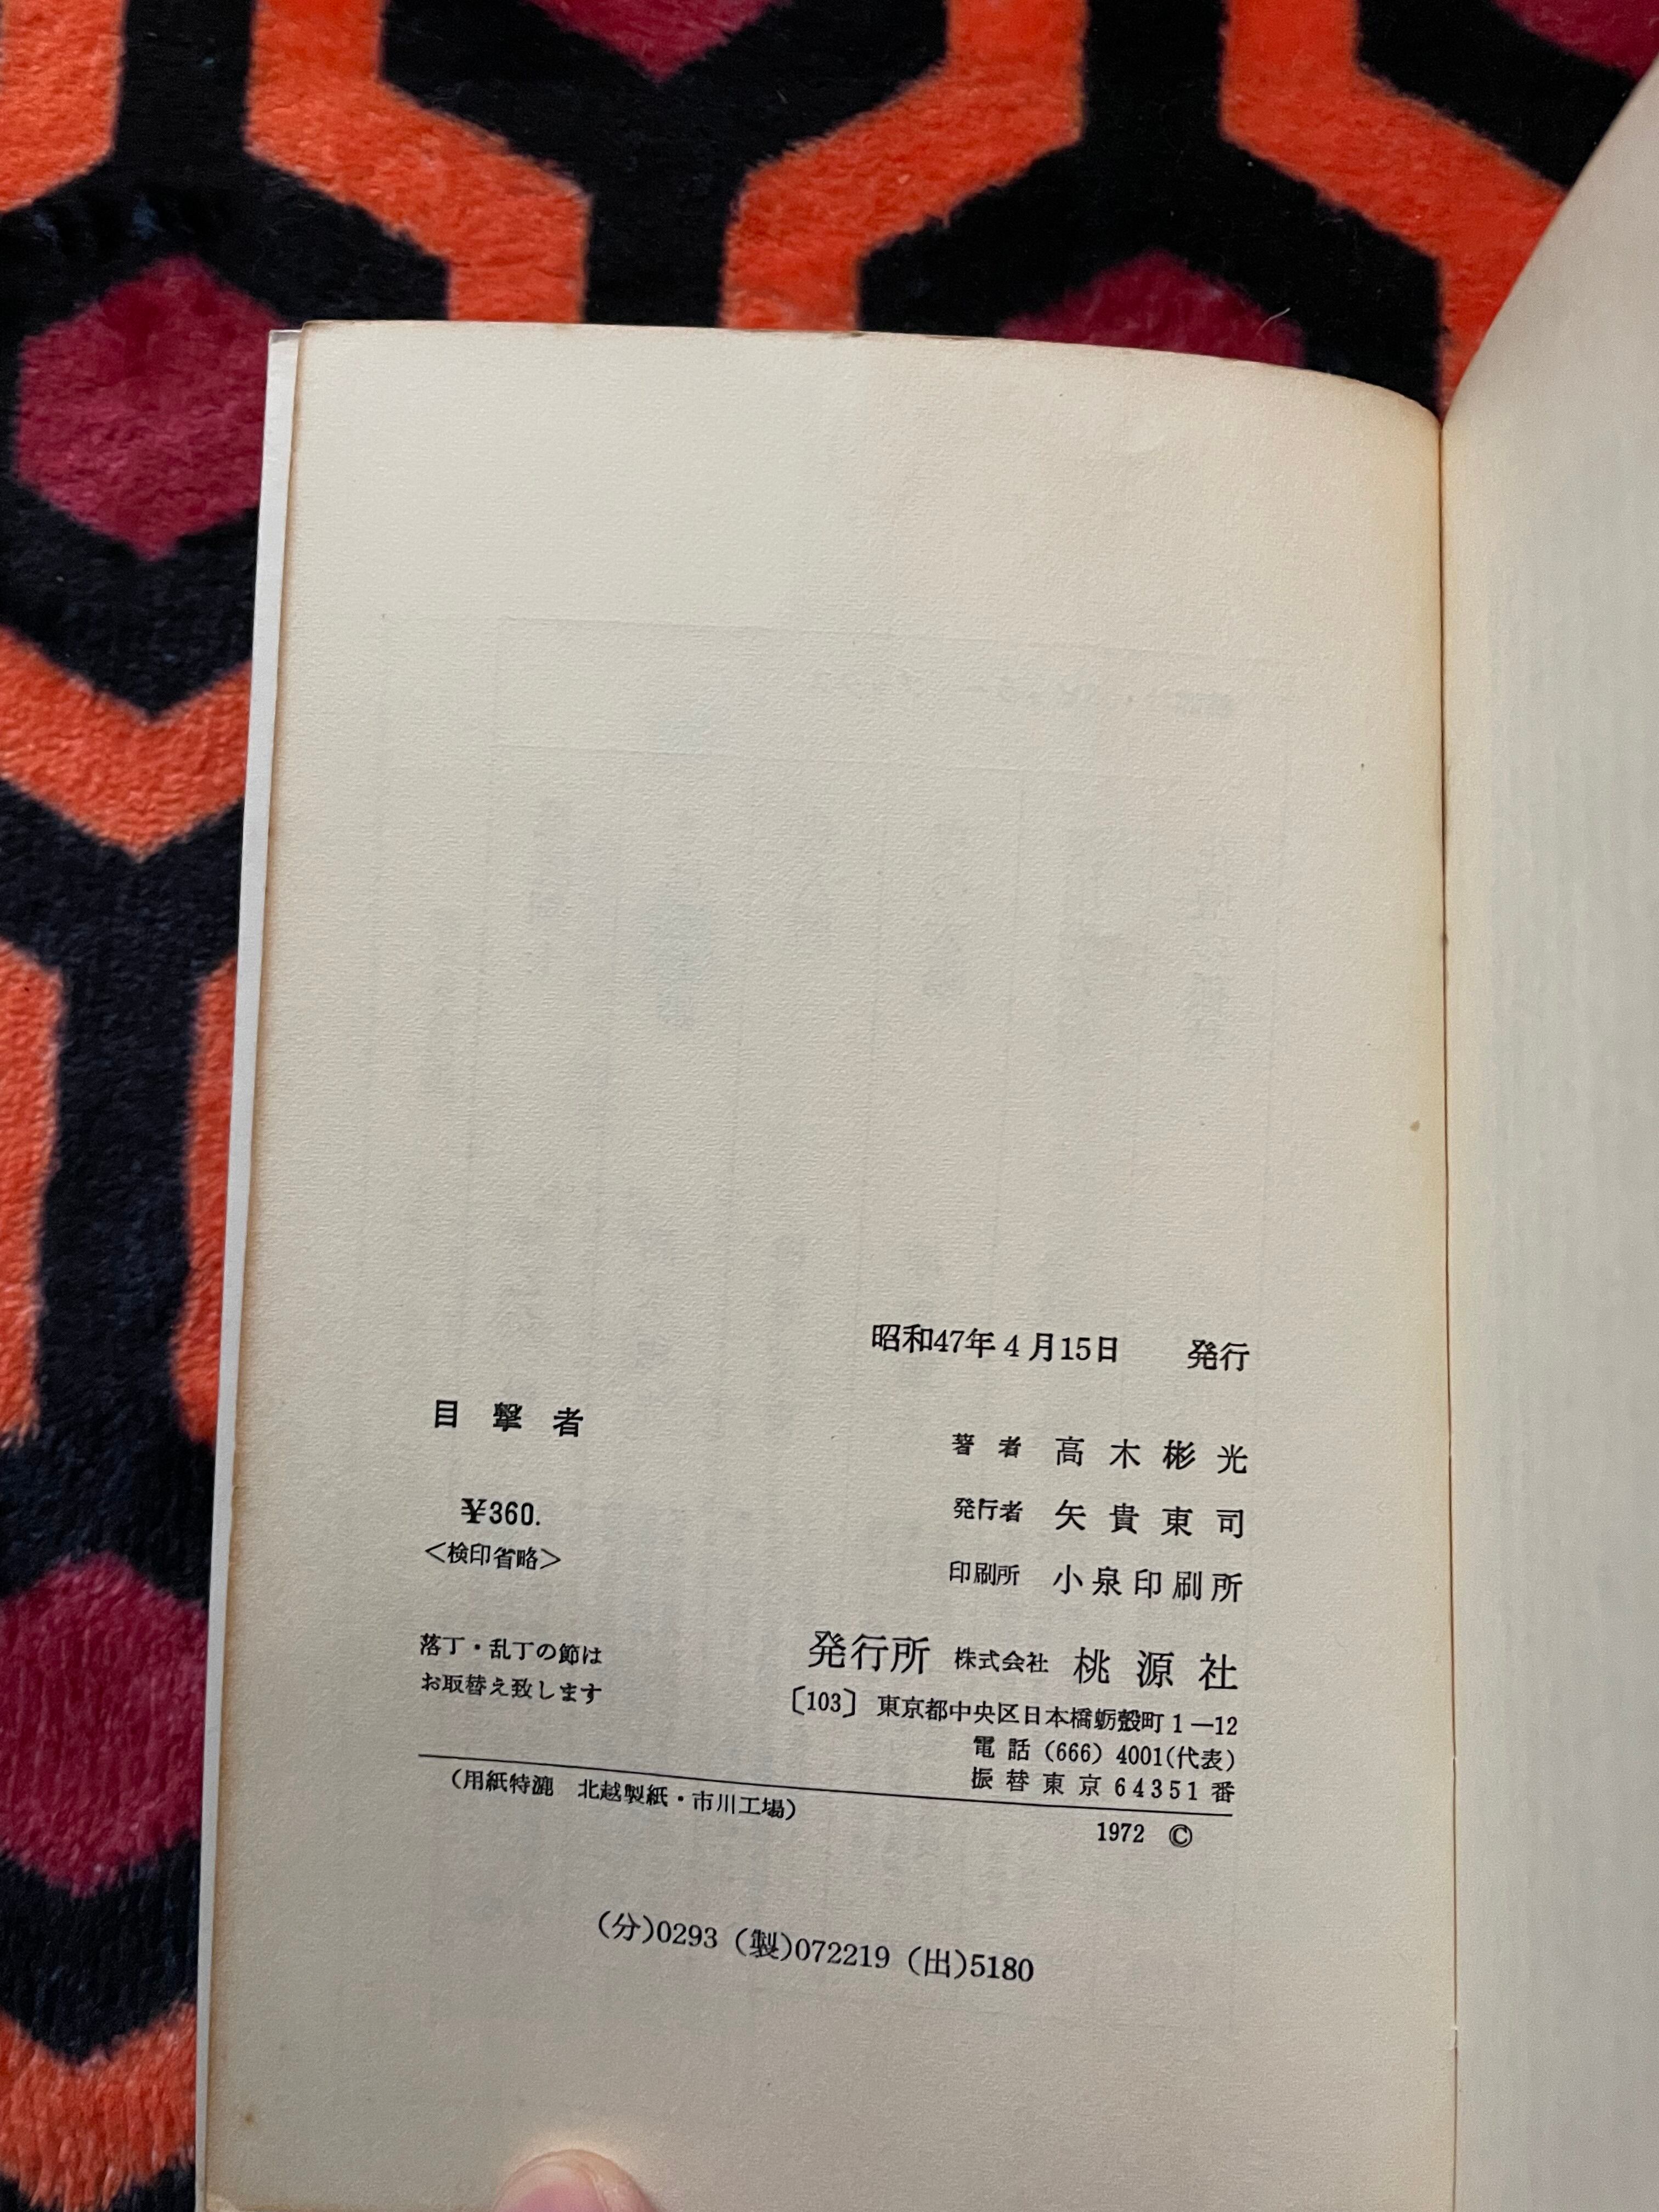 昭和47年4月15日 発行
目撃者
著者 高木彬光
¥360.
発行者 矢貴東司
<検印省略>
印刷所 小泉印刷所
落丁・乱丁の節は
お取替え致します
発行所 株式会社 桃源社
〔103〕 東京都中央区日本橋蛎殻町1—12
電話 (666) 4001(代表)
振替東京64351番
(用紙特漉 北越製紙・市川工場)
1972 ©
(分)0293 (製)072219 (出)5180